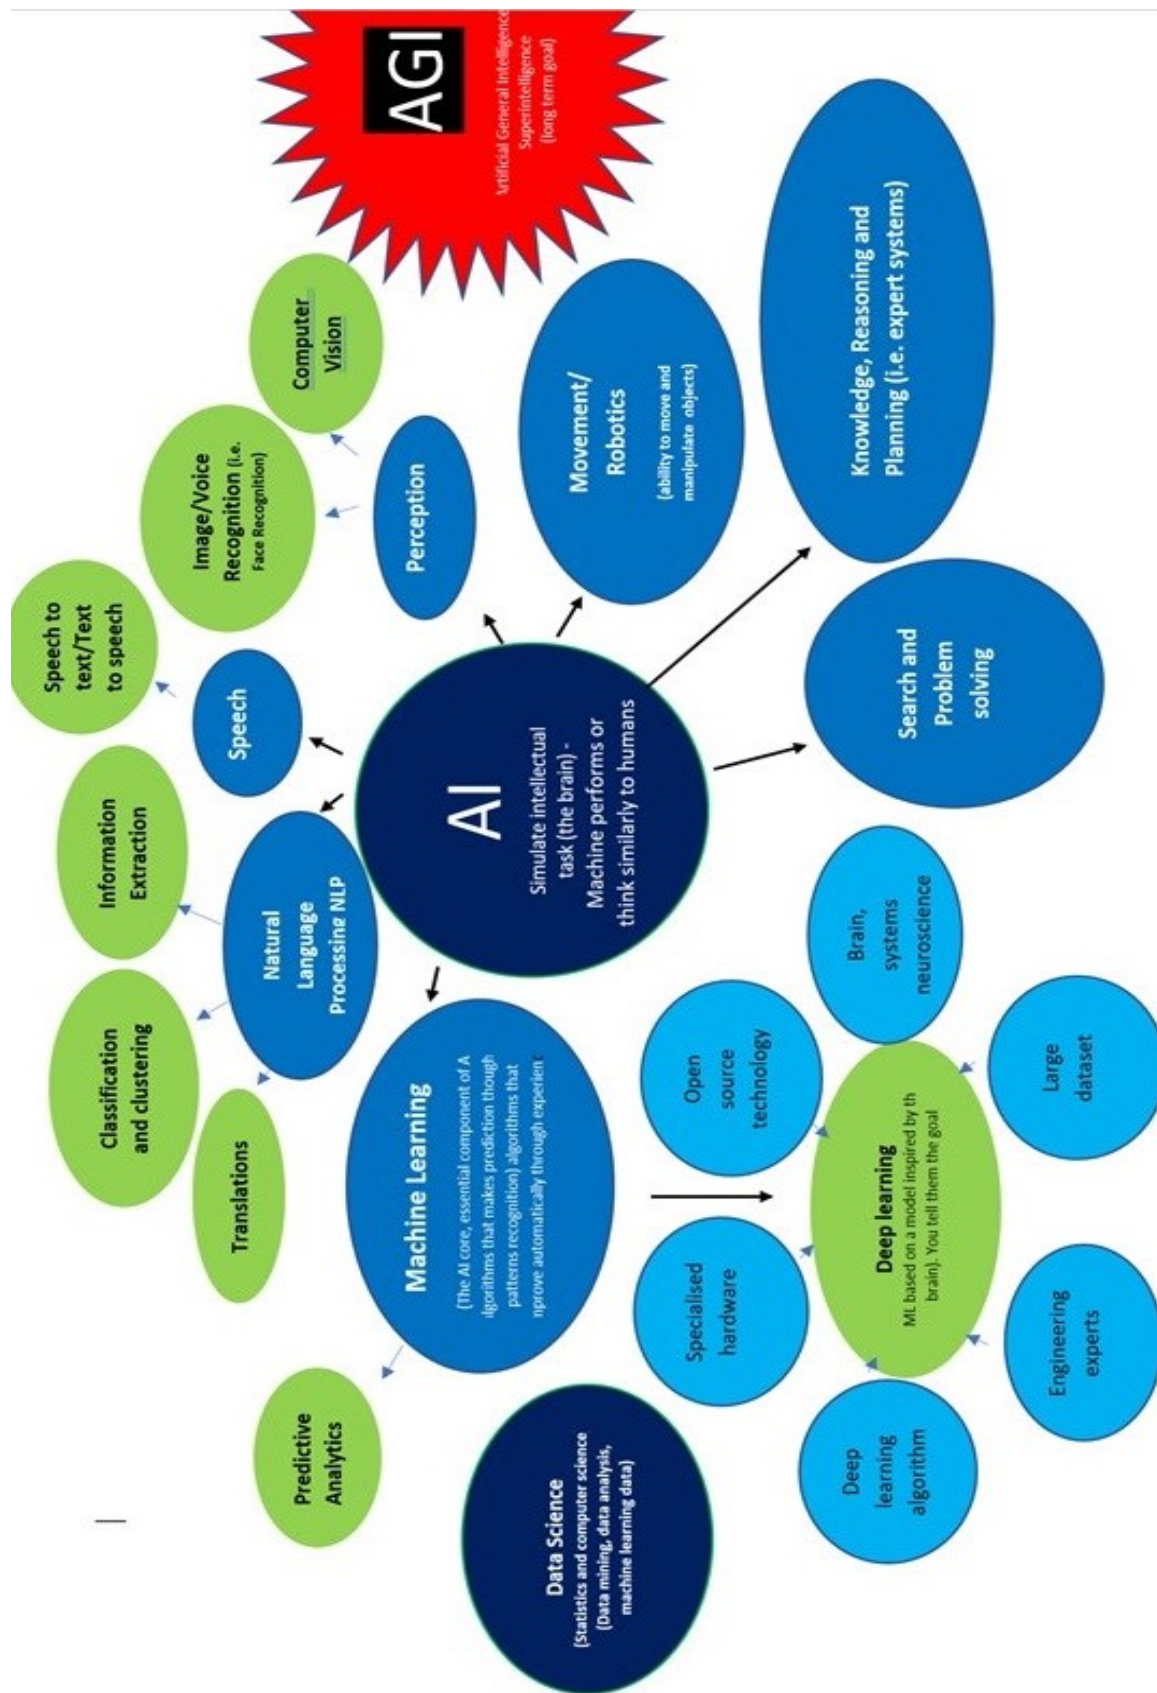 Speech to
text/Text
to speech
Information
Extraction
Classification
and clustering
Translations
Predictive
Analytics
Computer
Vision
Image/Voice
Recognition (i.e.
Face Recognition)
Perception
Speech
Natural
Language
Processing NLP
AGI
Artificial General Intelligence
Superintelligence
(long term goal)
AI
Simulate intellectual
task (the brain) -
Machine performs or
think similarly to humans
Machine Learning
(The AI core, essential component of A
lgorithms that makes prediction though
patterns recognition) algorithms that
mprove automatically through experienc
Data Science
(Statistics and computer science
(Data mining, data analysis,
machine learning data)
Movement/
Robotics
(ability to move and
manipulate objects)
Knowledge, Reasoning and
Planning (i.e. expert systems)
Search and
Problem
solving
Specialised
hardware
Open
source
technology
Brain,
systems
neuroscience
Deep learning
ML based on a model inspired by th
brain). You tell them the goal
Deep
learning
algorithm
Engineering
experts
Large
dataset